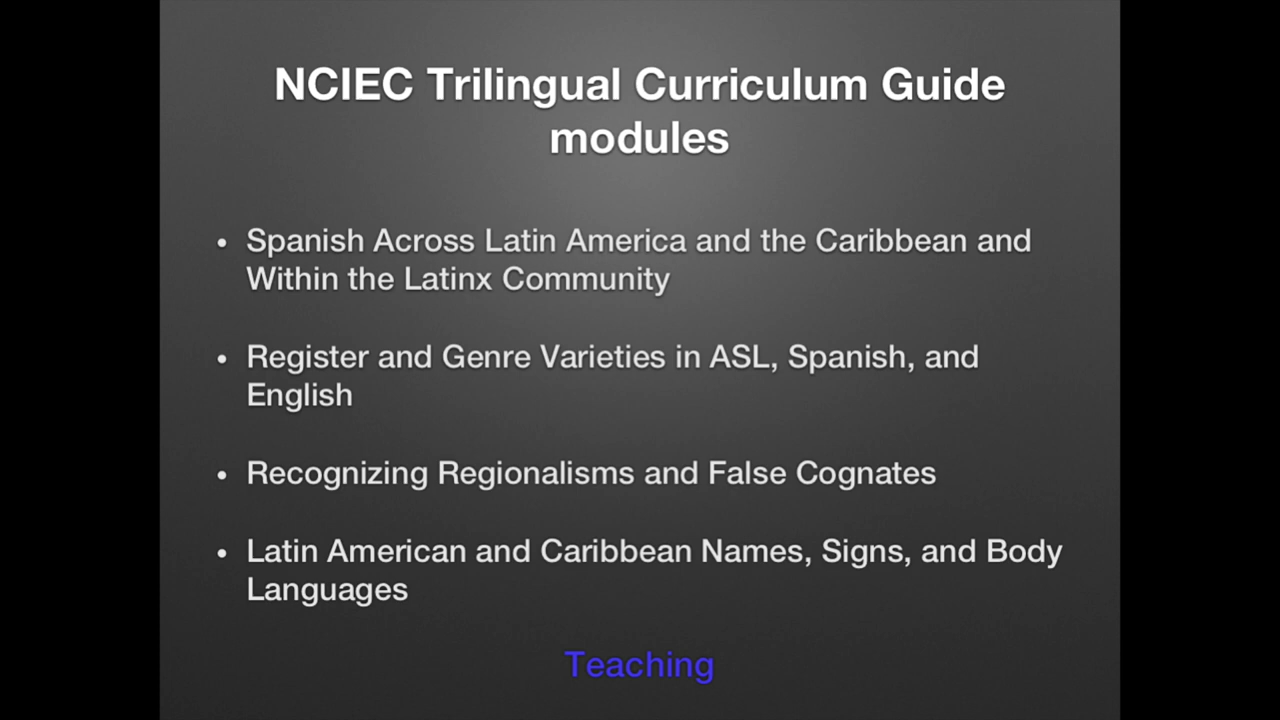 NCIEC Trilingual Curriculum Guide
modules
• Spanish Across Latin America and the Caribbean and
Within the Latinx Community
• Register and Genre Varieties in ASL, Spanish, and
English
• Recognizing Regionalisms and False Cognates
• Latin American and Caribbean Names, Signs, and Body
Languages
Teaching